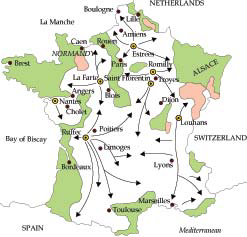 NETHERLANDS
Boulogne
Lille
La Manche
Amiens
Caen
Rouen
Estrees
NORMANDY
Paris
Romilly
ALSACE
Brest
La Farte
Saint Florentin
Troyes
Angers
Blois
Dijon
Nantes
Cholet
Louhans
Ruffec
Poitiers
SWITZERLAND
Bay of Biscay
Limoges
Lyons
Bordeaux
Marseilles
Toulouse
SPAIN
Mediterranean